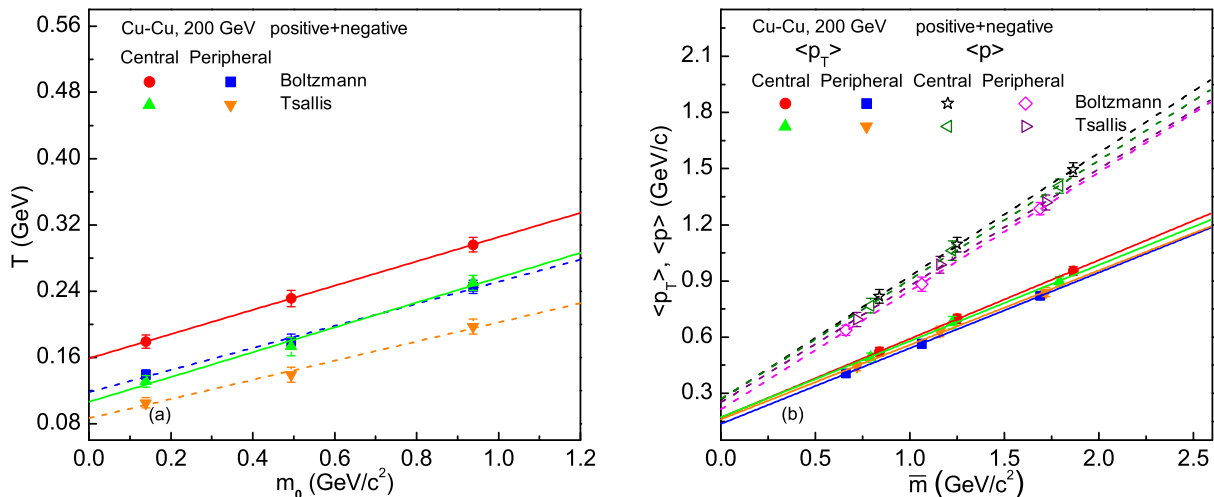 Cu-Cu, 200 GeV positive+negative
Central Peripheral
Boltzmann
Tsallis
0.56
0.48
0.40
0.32
0.24
0.16
0.08
T (GeV)
(a)
0.0 0.2 0.4 0.6 0.8 1.0 1.2
m₀ (GeV/c²)
Cu-Cu, 200 GeV positive+negative
<p_T> <p>
Central Peripheral Central Peripheral
Boltzmann
Tsallis
2.1
1.8
1.5
1.2
0.9
0.6
0.3
<p_T>, <p> (GeV/c)
(b)
0.0 0.5 1.0 1.5 2.0 2.5
m̅ (GeV/c²)